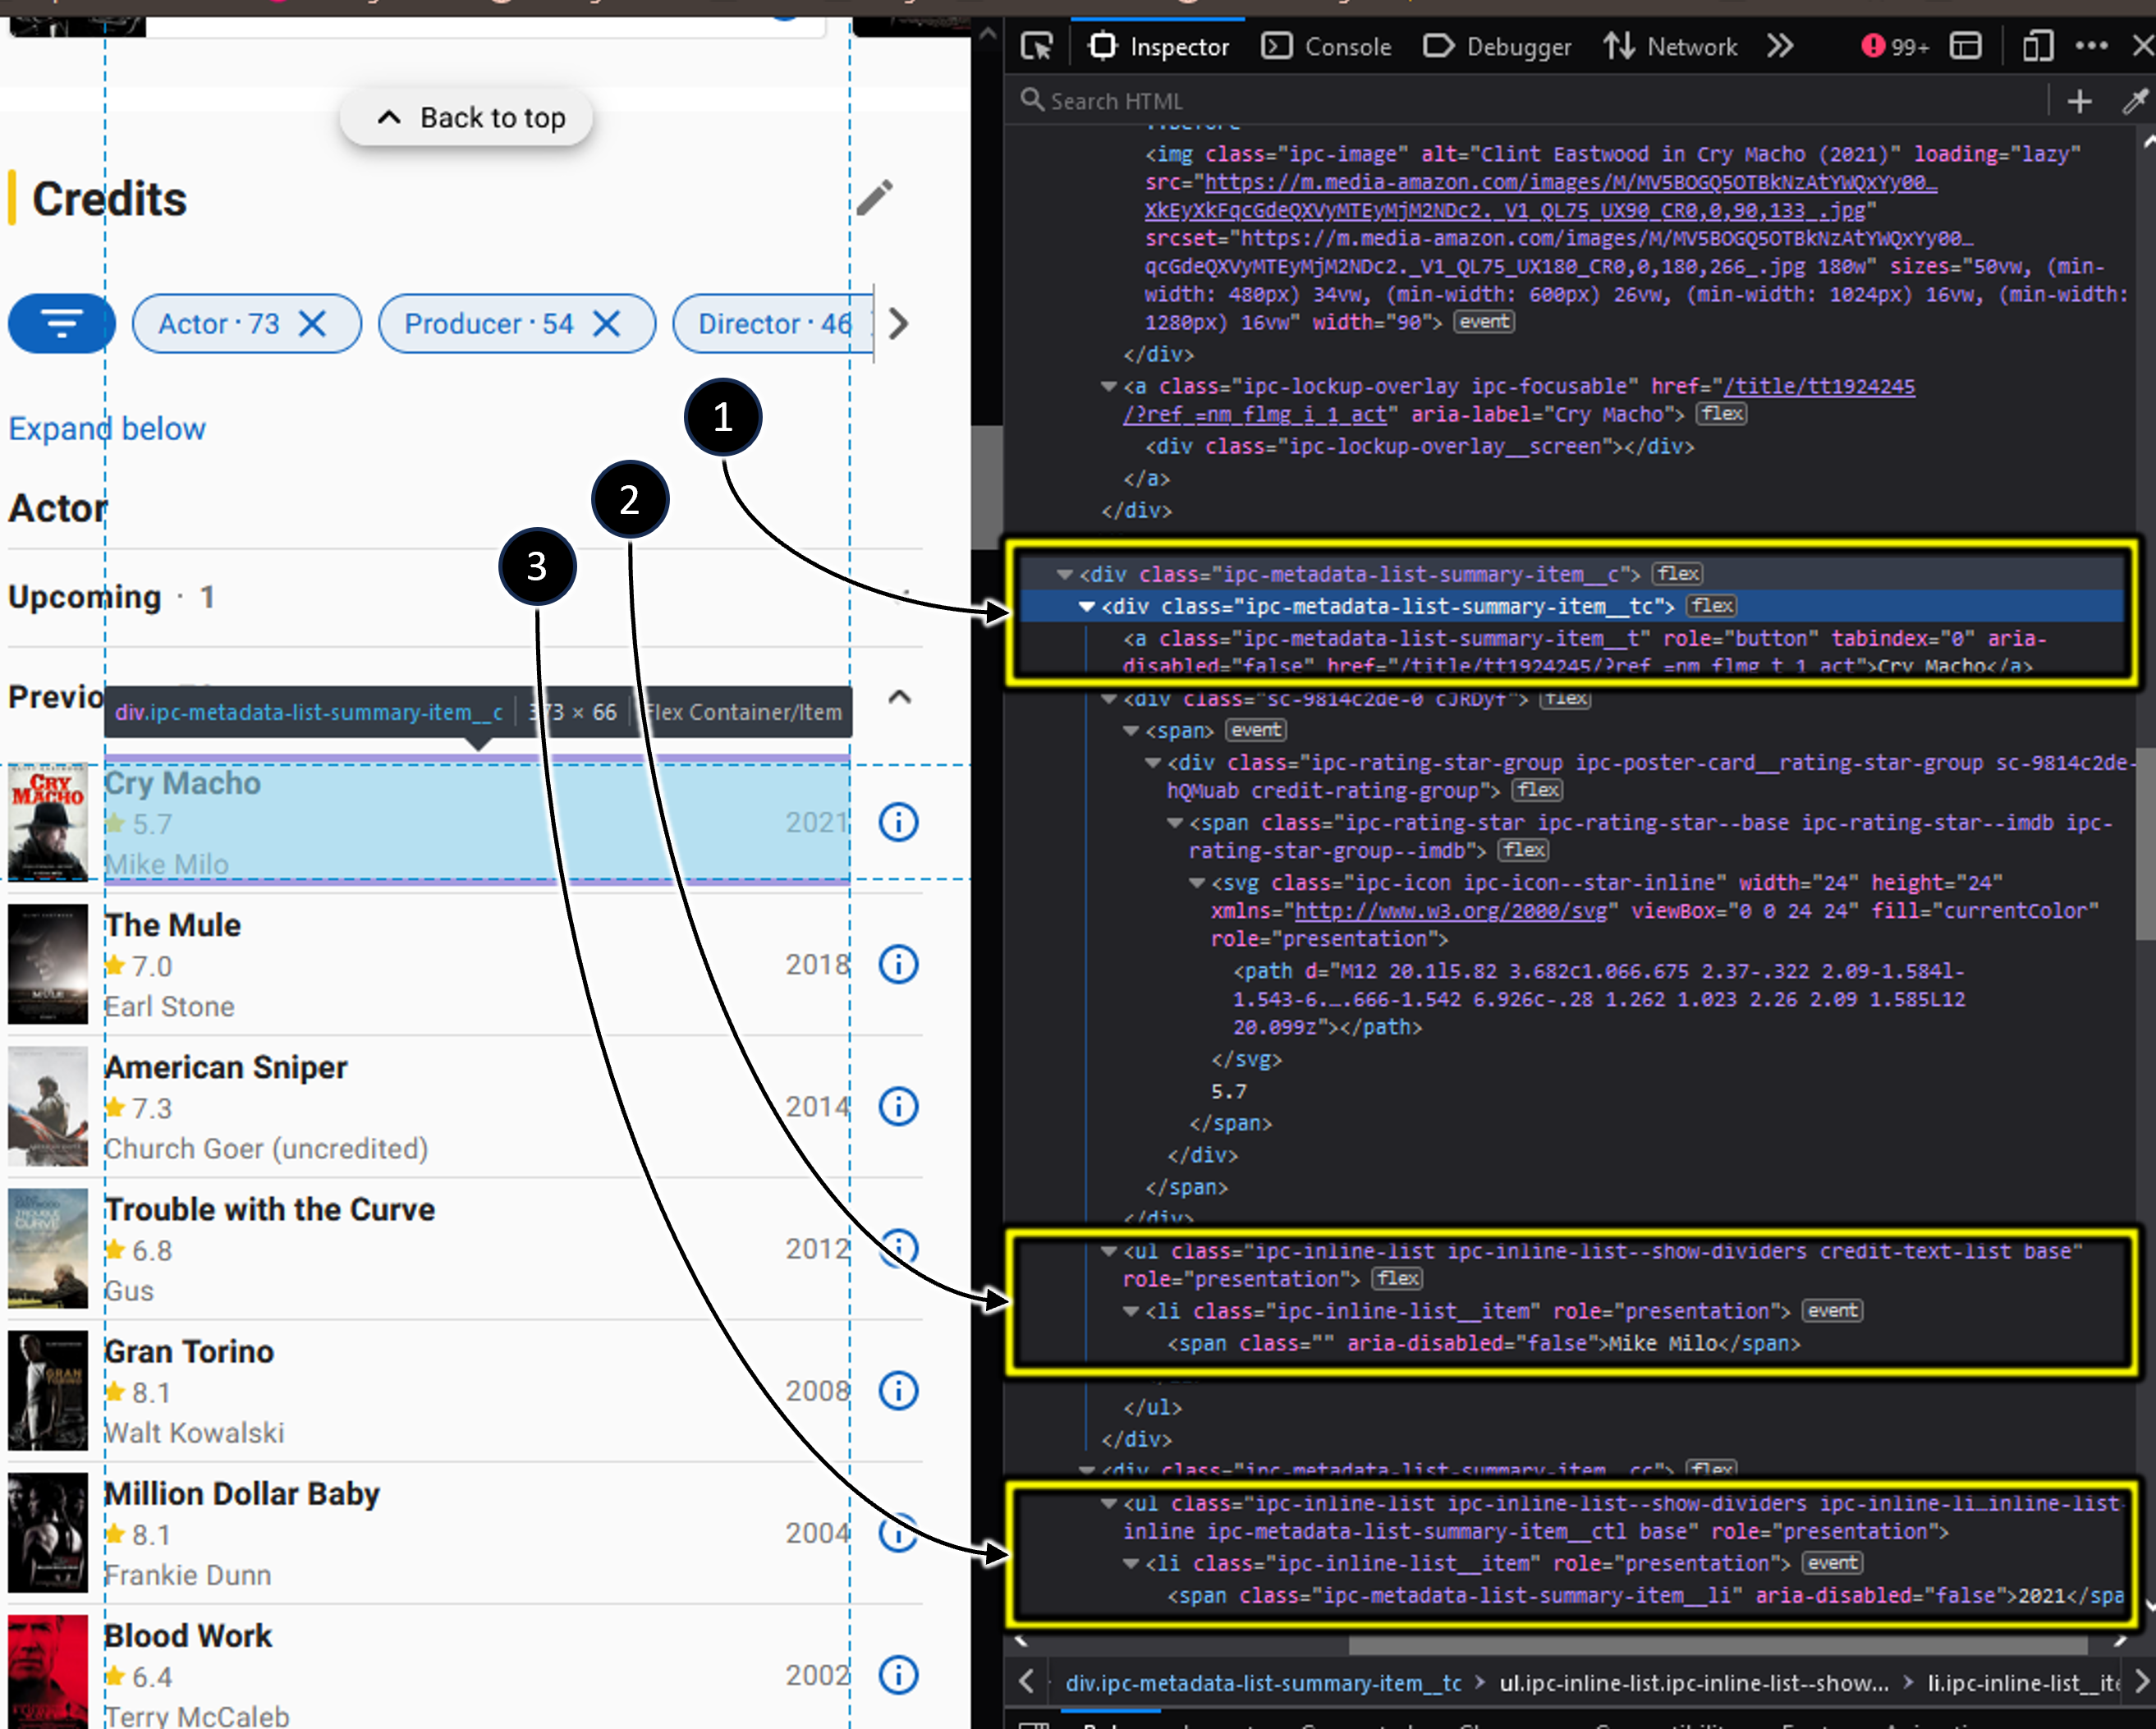 Back to top
Credits
Actor · 73
Producer · 54
Director · 46
Expand below
Actor
Upcoming · 1
Previo
div.ipc-metadata-list-summary-item__c
373 × 66
Flex Container/Item
1
2
3
CRY
MACHO
Cry Macho
5.7
2021
Mike Milo
The Mule
7.0
2018
Earl Stone
American Sniper
7.3
2014
Church Goer (uncredited)
Trouble with the Curve
6.8
2012
Gus
Gran Torino
8.1
2008
Walt Kowalski
Million Dollar Baby
8.1
2004
Frankie Dunn
Blood Work
6.4
2002
Terry McCaleb
Inspector
Console
Debugger
Network
99+
Search HTML
::before
<img class="ipc-image" alt="Clint Eastwood in Cry Macho (2021)" loading="lazy"
src="https://m.media-amazon.com/images/M/MV5BOGQ5OTBkNzAtYWQxYy00…
XkEyXkFqcGdeQXVyMTEyMjM2NDc2._V1_QL75_UX90_CR0,0,90,133_.jpg"
srcset="https://m.media-amazon.com/images/M/MV5BOGQ5OTBkNzAtYWQxYy00…
qcGdeQXVyMTEyMjM2NDc2._V1_QL75_UX180_CR0,0,180,266_.jpg 180w" sizes="50vw, (min-
width: 480px) 34vw, (min-width: 600px) 26vw, (min-width: 1024px) 16vw, (min-width:
1280px) 16vw" width="90"> event
</div>
<a class="ipc-lockup-overlay ipc-focusable" href="/title/tt1924245
/?ref_=nm_flmg_i_1_act" aria-label="Cry Macho"> flex
<div class="ipc-lockup-overlay__screen"></div>
</a>
</div>
<div class="ipc-metadata-list-summary-item__c"> flex
<div class="ipc-metadata-list-summary-item__tc"> flex
<a class="ipc-metadata-list-summary-item__t" role="button" tabindex="0" aria-
disabled="false" href="/title/tt1924245/?ref_=nm_flmg_t_1_act">Cry Macho</a>
<div class="sc-9814c2de-0 cJRDyf"> flex
<span> event
<div class="ipc-rating-star-group ipc-poster-card__rating-star-group sc-9814c2de-
hQMuab credit-rating-group"> flex
<span class="ipc-rating-star ipc-rating-star--base ipc-rating-star--imdb ipc-
rating-star-group--imdb"> flex
<svg class="ipc-icon ipc-icon--star-inline" width="24" height="24"
xmlns="http://www.w3.org/2000/svg" viewBox="0 0 24 24" fill="currentColor"
role="presentation">
<path d="M12 20.1l5.82 3.682c1.066.675 2.37-.322 2.09-1.584l-
1.543-6.….666-1.542 6.926c-.28 1.262 1.023 2.26 2.09 1.585L12
20.099z"></path>
</svg>
5.7
</span>
</div>
</span>
</div>
<ul class="ipc-inline-list ipc-inline-list--show-dividers credit-text-list base"
role="presentation"> flex
<li class="ipc-inline-list__item" role="presentation"> event
<span class="" aria-disabled="false">Mike Milo</span>
</ul>
</div>
<div class="ipc-metadata-list-summary-item__cc"> flex
<ul class="ipc-inline-list ipc-inline-list--show-dividers ipc-inline-li…inline-list-
inline ipc-metadata-list-summary-item__ctl base" role="presentation">
<li class="ipc-inline-list__item" role="presentation"> event
<span class="ipc-metadata-list-summary-item__li" aria-disabled="false">2021</spa
div.ipc-metadata-list-summary-item__tc
ul.ipc-inline-list.ipc-inline-list--show...
li.ipc-inline-list__ite